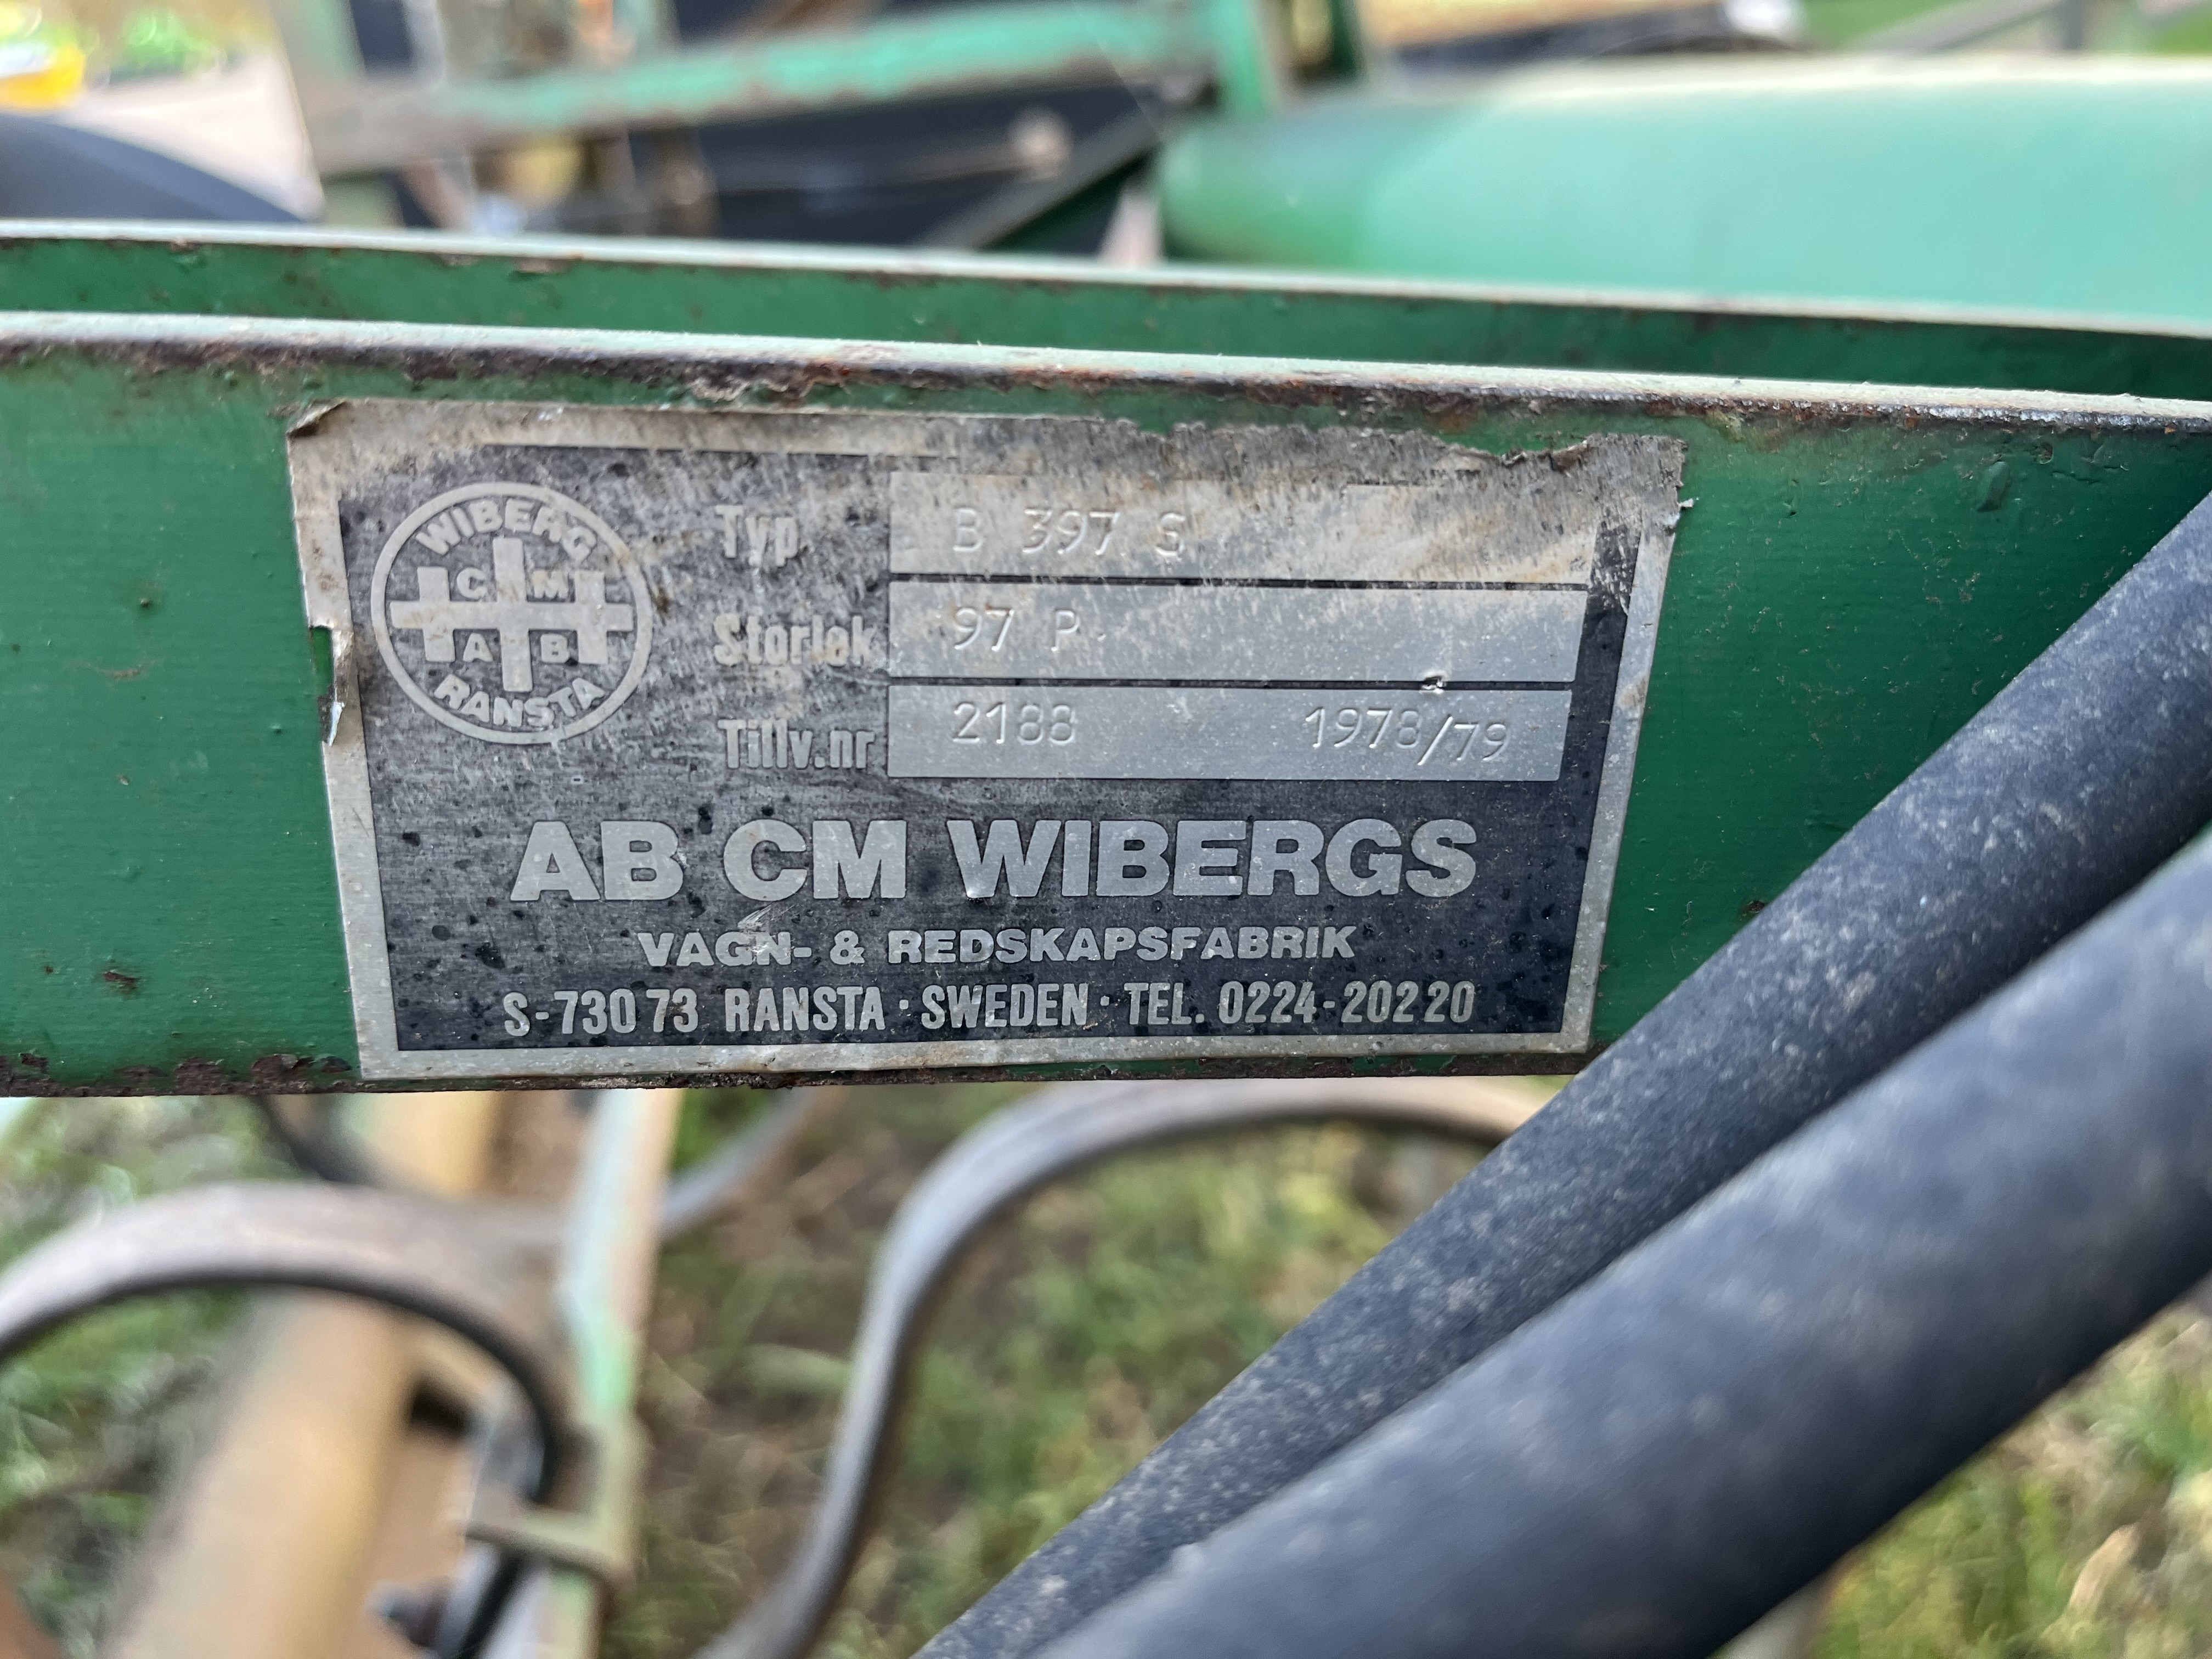 WIBERG
C M
A B
RANSTA
Typ B 397 S
Storlek 97 P.
Tillv.nr 2188 1978/79
AB CM WIBERGS
VAGN- & REDSKAPSFABRIK
S-730 73 RANSTA · SWEDEN · TEL. 0224-202 20